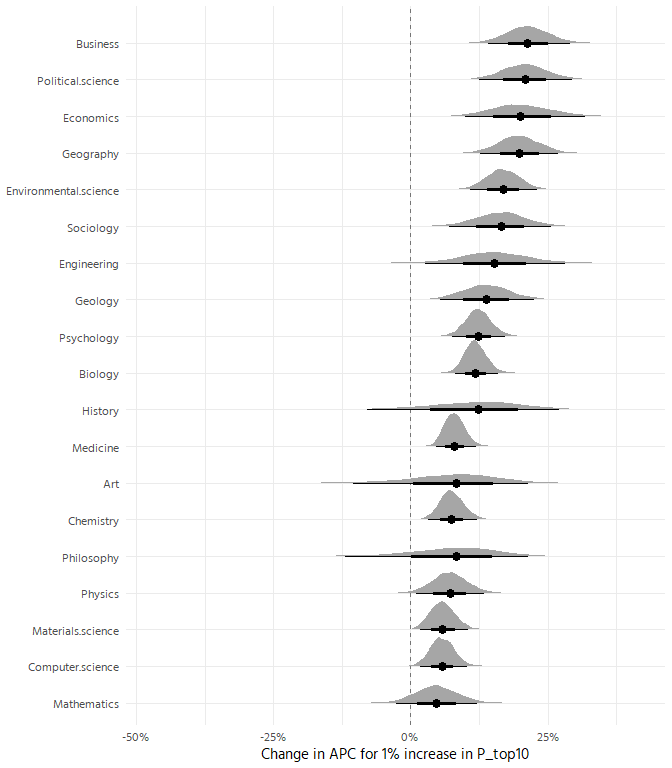 Business
Political.science
Economics
Geography
Environmental.science
Sociology
Engineering
Geology
Psychology
Biology
History
Medicine
Art
Chemistry
Philosophy
Physics
Materials.science
Computer.science
Mathematics
-50% -25% 0% 25%
Change in APC for 1% increase in P_top10